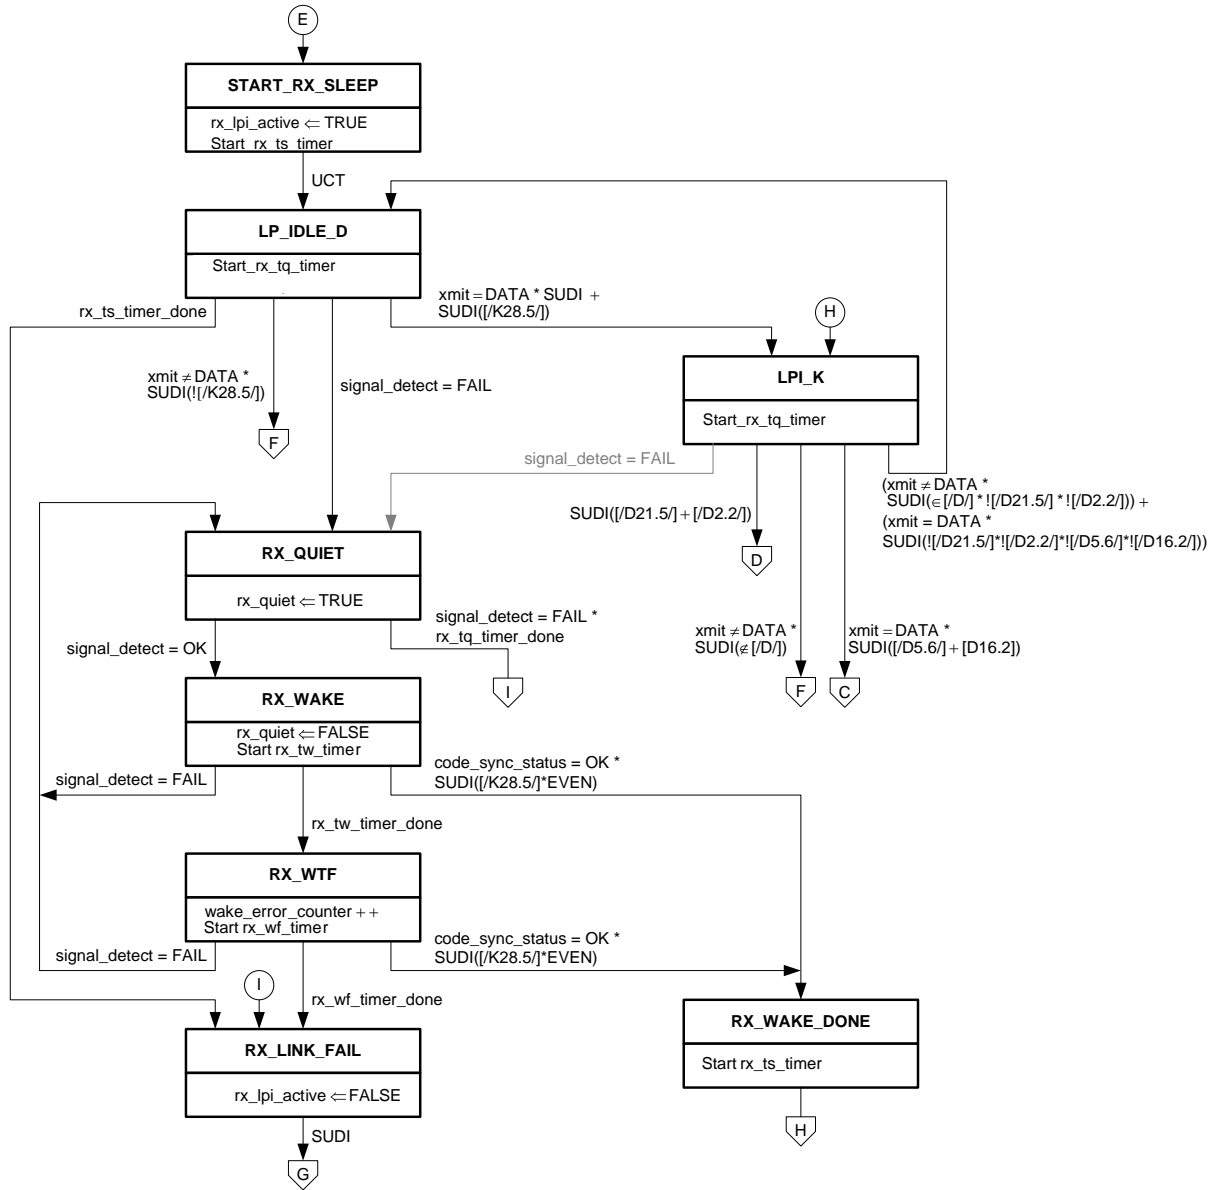 E
START_RX_SLEEP
rx_lpi_active ⇐ TRUE
Start_rx_ts_timer
UCT
LP_IDLE_D
Start_rx_tq_timer
rx_ts_timer_done
xmit ≠ DATA *
SUDI(![/K28.5/])
F
signal_detect = FAIL
xmit = DATA * SUDI +
SUDI([/K28.5/])
H
LPI_K
Start_rx_tq_timer
signal_detect = FAIL
SUDI([/D21.5/] + [/D2.2/])
D
xmit ≠ DATA *
SUDI(∉[/D/])
F
xmit = DATA *
SUDI([/D5.6/] + [D16.2])
C
(xmit ≠ DATA *
SUDI(∈[/D/] * ![/D21.5/] * ![/D2.2/])) +
(xmit = DATA *
SUDI(![/D21.5/]*![/D2.2/]*![/D5.6/]*![/D16.2/]))
RX_QUIET
rx_quiet ⇐ TRUE
signal_detect = OK
signal_detect = FAIL *
rx_tq_timer_done
I
RX_WAKE
rx_quiet ⇐ FALSE
Start rx_tw_timer
signal_detect = FAIL
rx_tw_timer_done
code_sync_status = OK *
SUDI([/K28.5/]*EVEN)
RX_WTF
wake_error_counter + +
Start rx_wf_timer
signal_detect = FAIL
I
rx_wf_timer_done
code_sync_status = OK *
SUDI([/K28.5/]*EVEN)
RX_LINK_FAIL
rx_lpi_active ⇐ FALSE
SUDI
G
RX_WAKE_DONE
Start rx_ts_timer
H